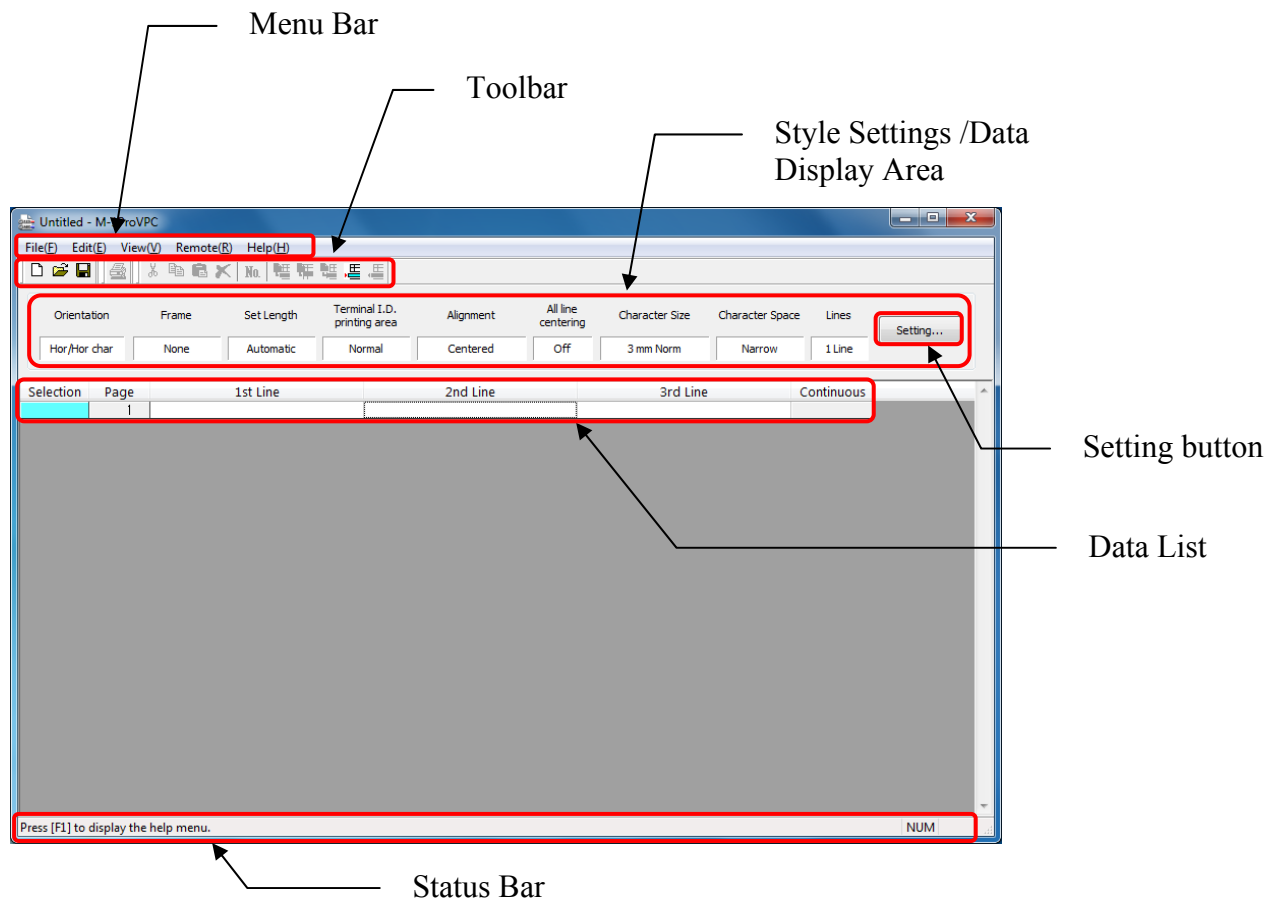 Menu Bar
Toolbar
Style Settings /Data
Display Area
Untitled - M-1ProVPC
File(F) Edit(E) View(V) Remote(R) Help(H)
No.
Orientation Frame Set Length Terminal I.D. printing area Alignment All line centering Character Size Character Space Lines
Setting...
Hor/Hor char None Automatic Normal Centered Off 3 mm Norm Narrow 1 Line
Selection Page 1st Line 2nd Line 3rd Line Continuous
1
Setting button
Data List
Press [F1] to display the help menu. NUM
Status Bar